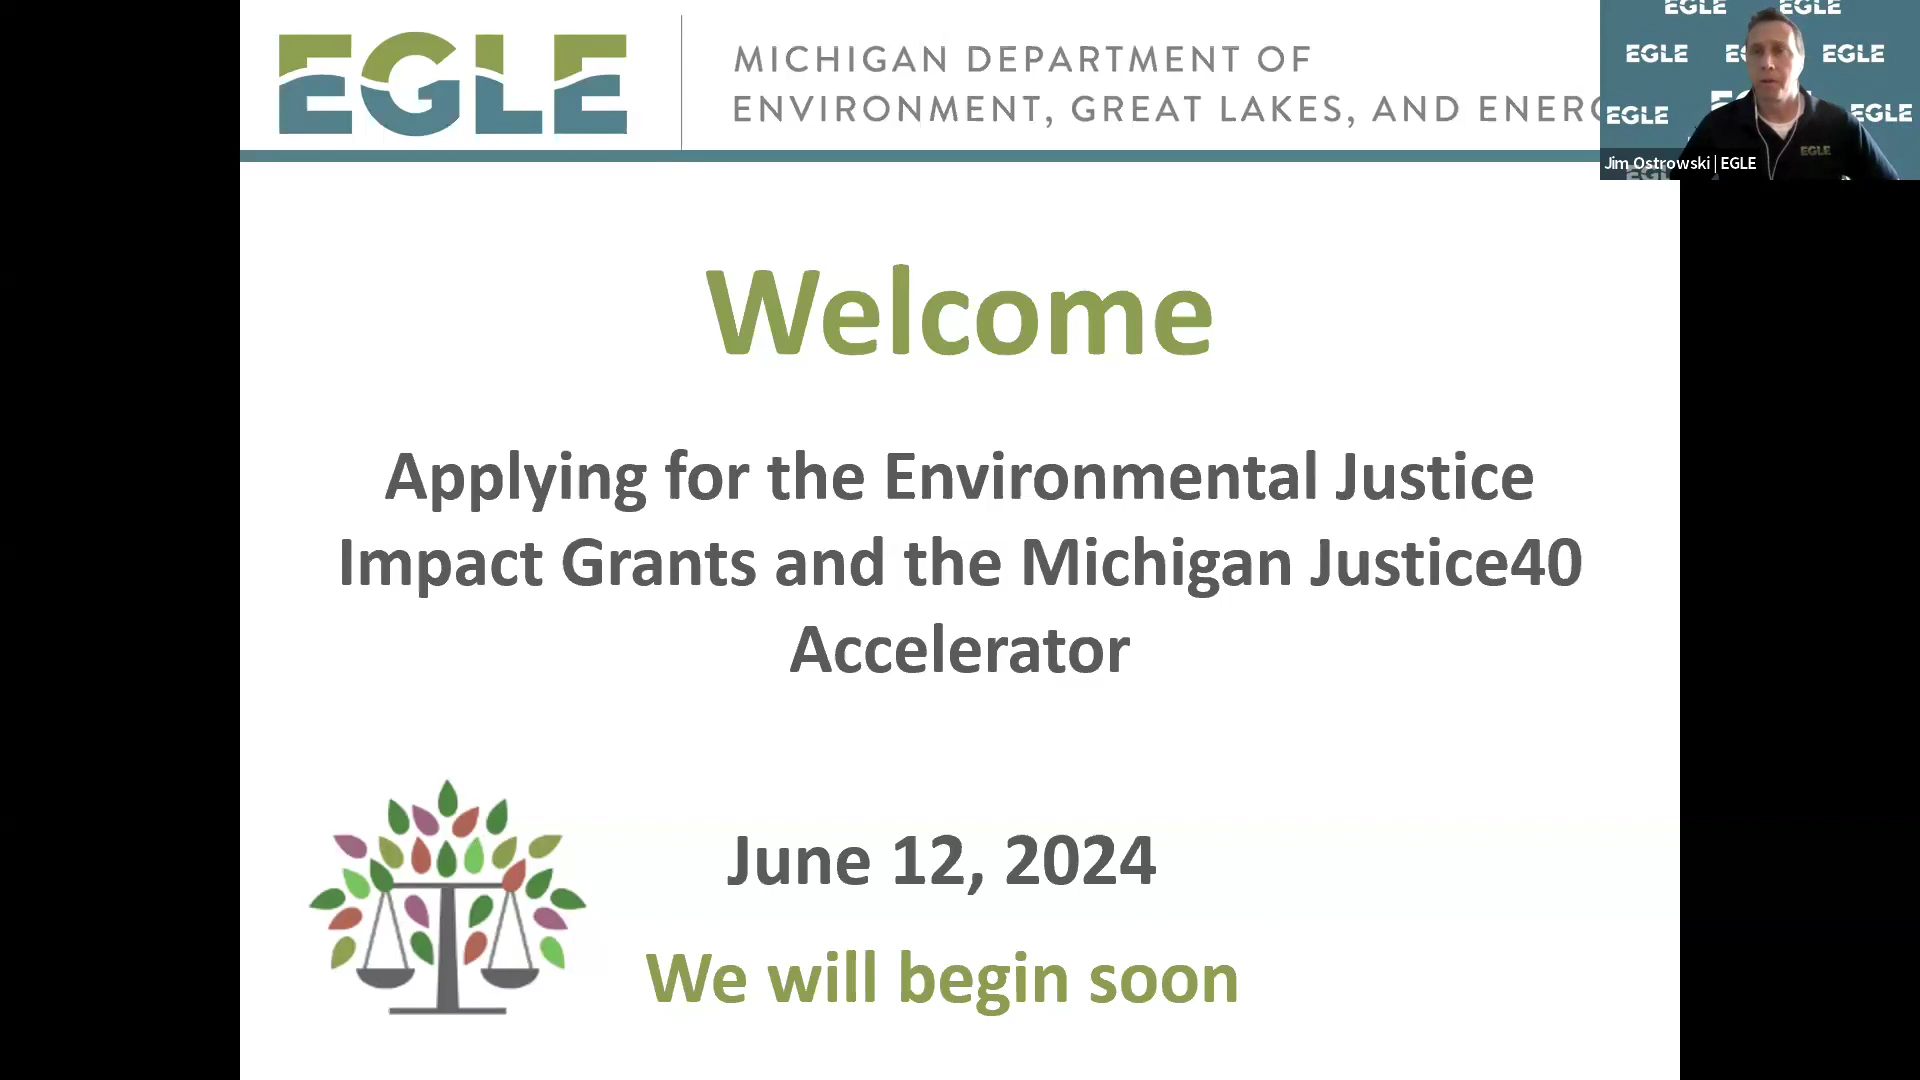 EGLE
MICHIGAN DEPARTMENT OF
ENVIRONMENT, GREAT LAKES, AND
EGLE EGLE
EGLE EGLE
EGLE EGLE
EGLE
Jim Ostrowski | EGLE
Welcome
Applying for the Environmental Justice
Impact Grants and the Michigan Justice40
Accelerator
June 12, 2024
We will begin soon